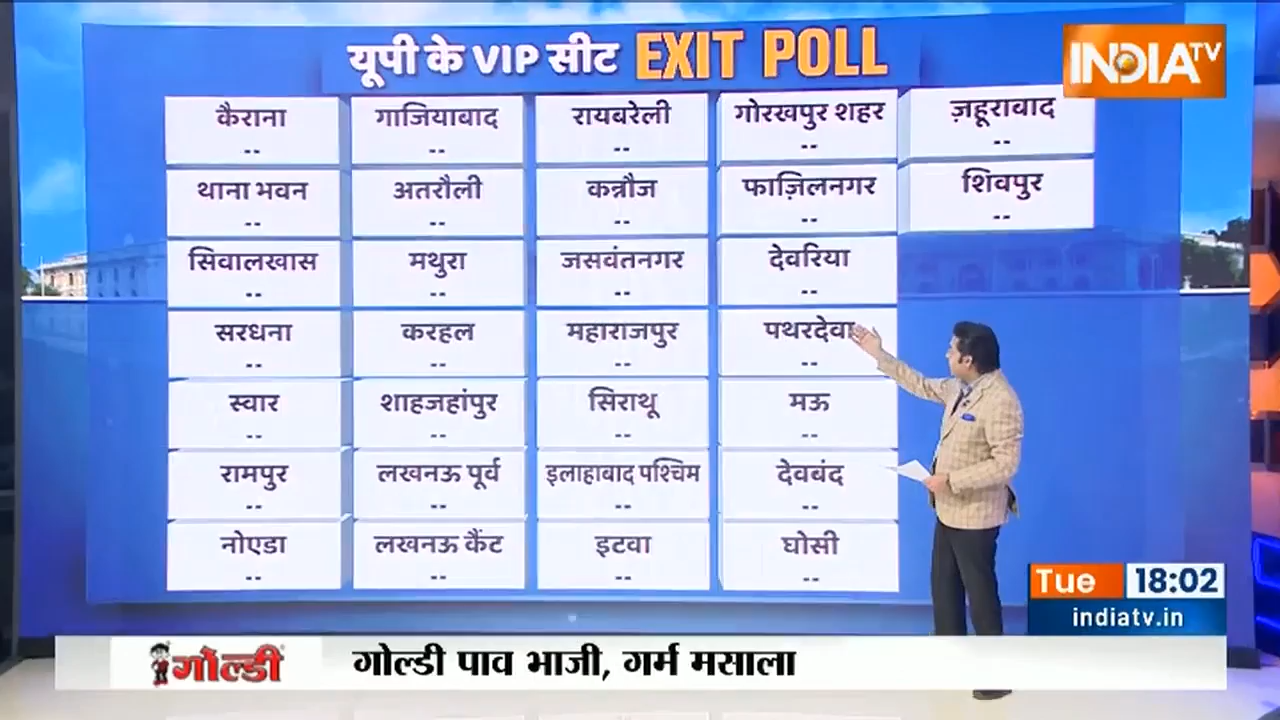 यूपी के VIP सीट EXIT POLL
INDIA TV
कैराना
--
गाजियाबाद
--
रायबरेली
--
गोरखपुर शहर
--
ज़हूराबाद
--
थाना भवन
--
अतरौली
--
कन्नौज
--
फाज़िलनगर
--
शिवपुर
--
सिवालखास
--
मथुरा
--
जसवंतनगर
--
देवरिया
--
सरधना
--
करहल
--
महाराजपुर
--
पथरदेवा
--
स्वार
--
शाहजहांपुर
--
सिराथू
--
मऊ
--
रामपुर
--
लखनऊ पूर्व
--
इलाहाबाद पश्चिम
--
देवबंद
--
नोएडा
--
लखनऊ कैंट
--
इटवा
--
घोसी
--
Tue 18:02
indiatv.in
गोल्डी
गोल्डी पाव भाजी, गर्म मसाला